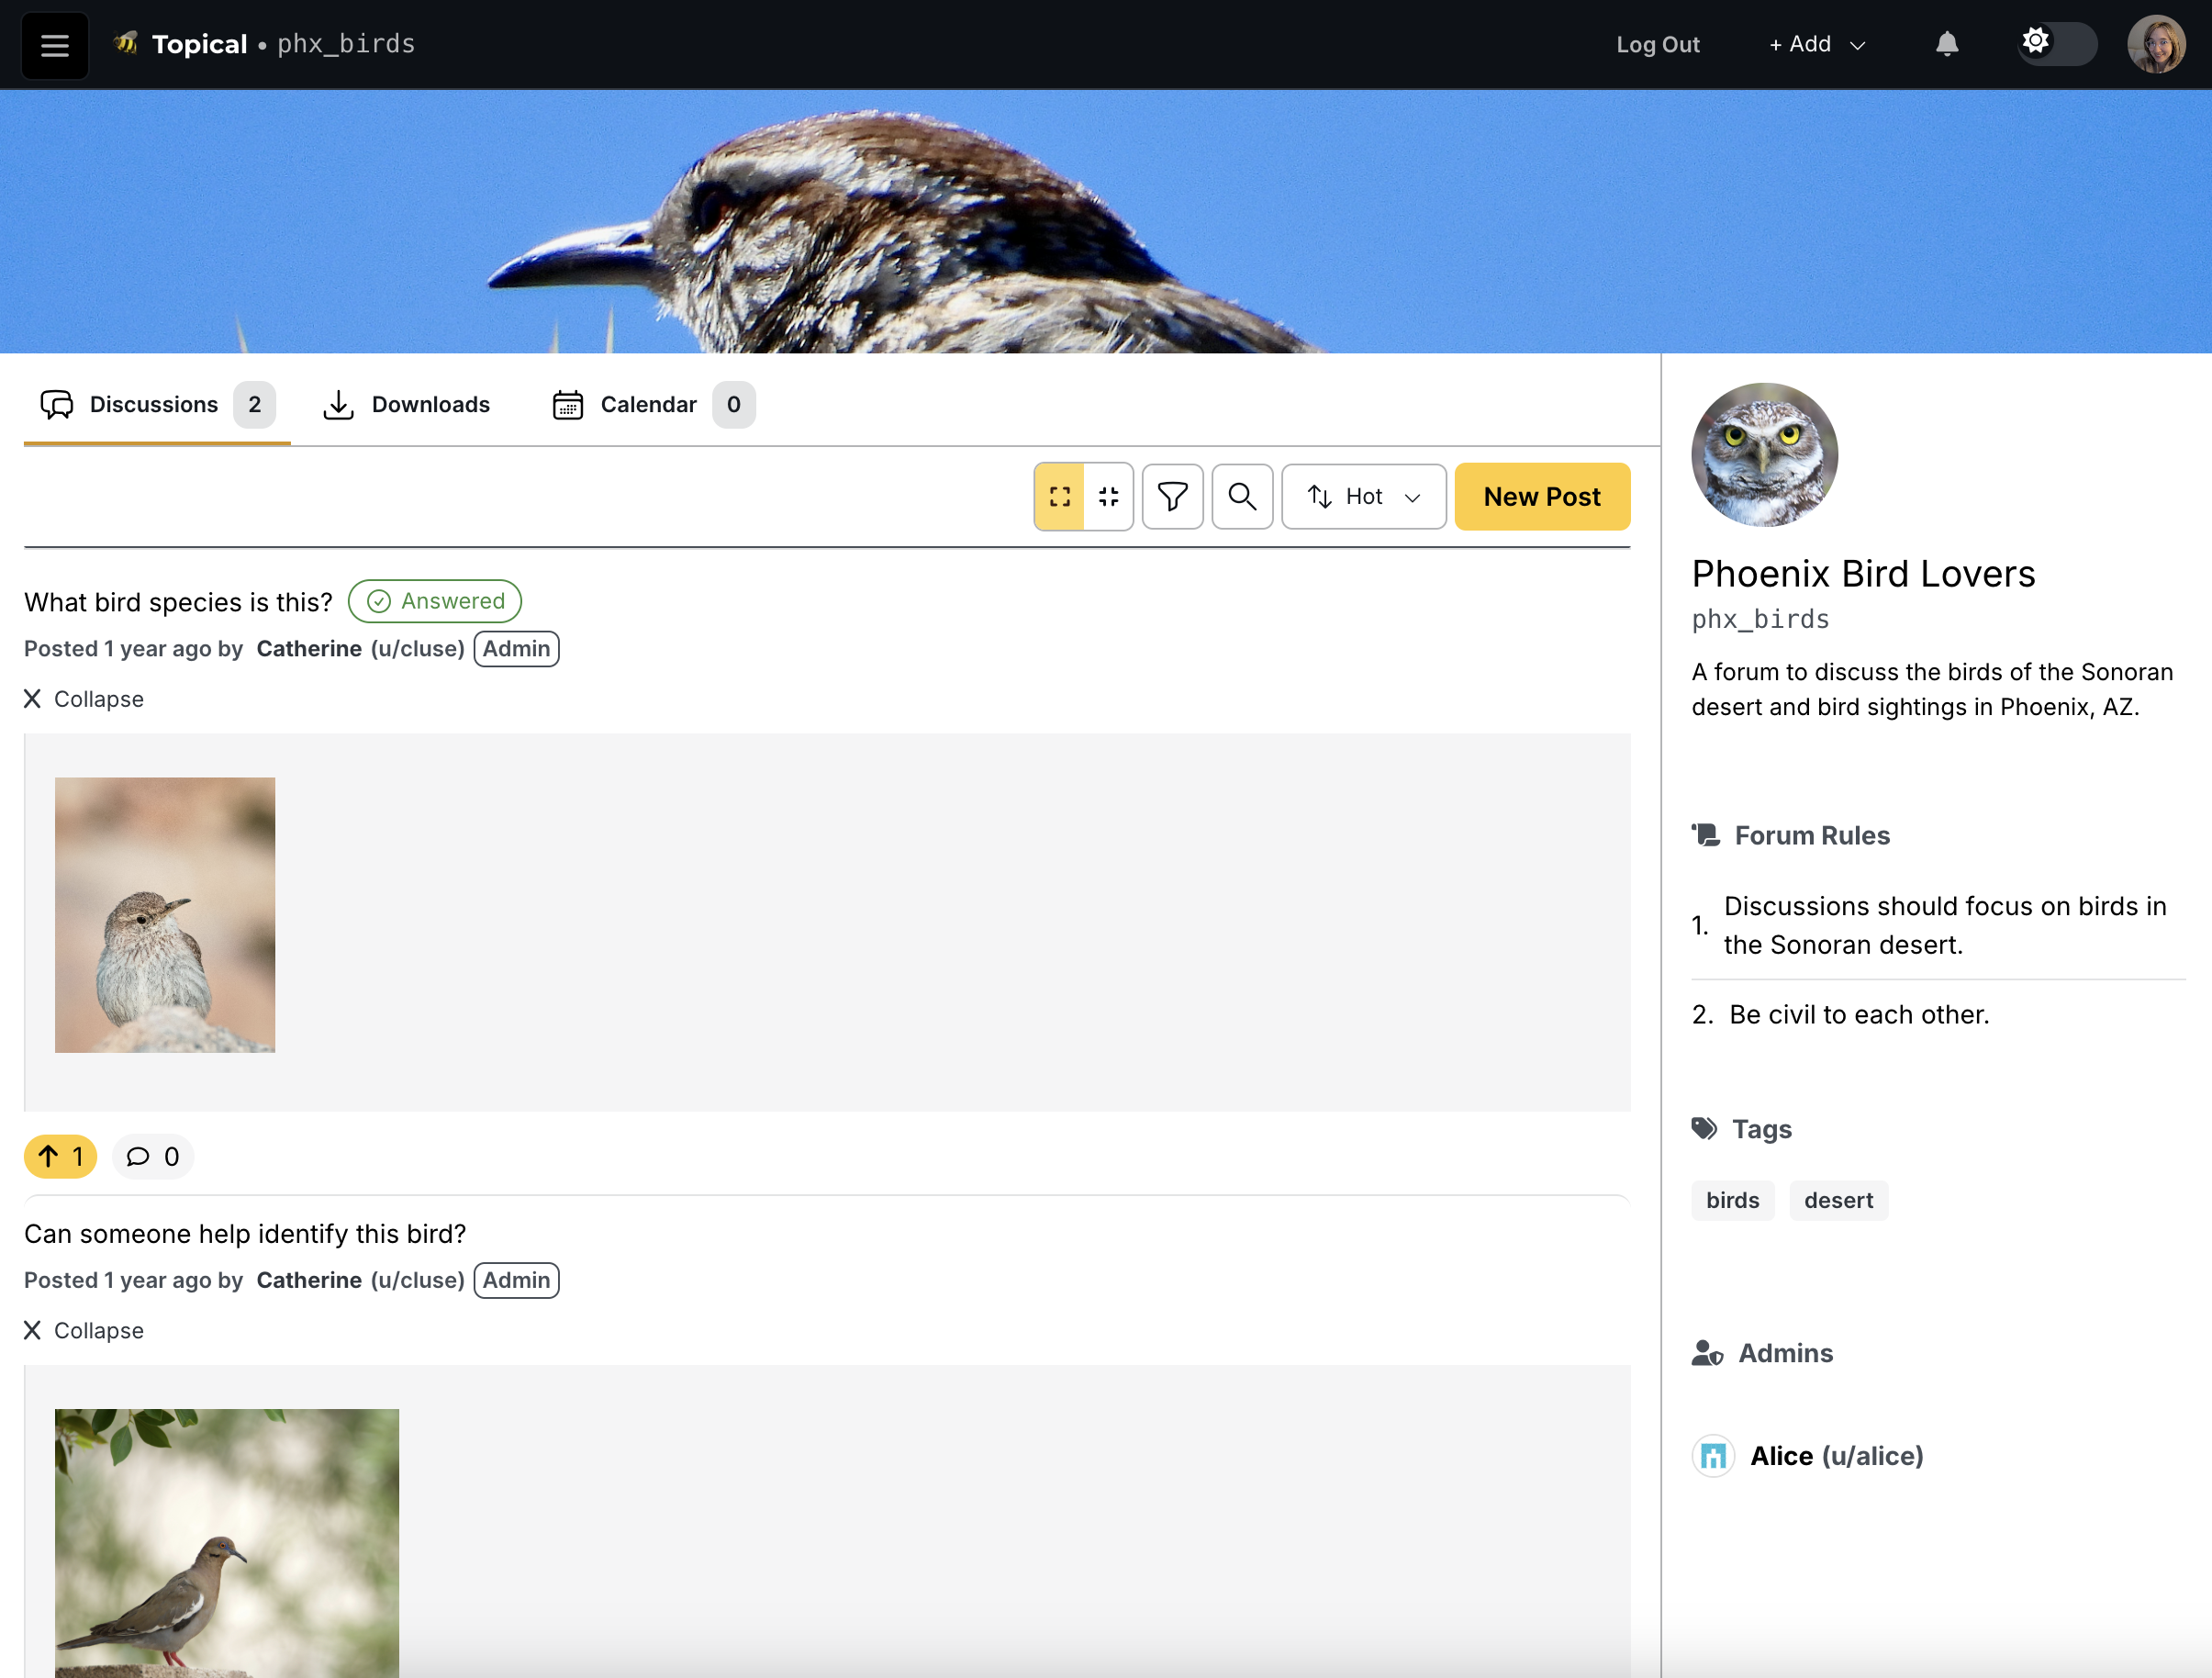 Topical • phx_birds
Log Out
+ Add
Discussions 2
Downloads
Calendar 0
Hot
New Post
What bird species is this? Answered
Posted 1 year ago by Catherine (u/cluse) Admin
Collapse
1
0
Can someone help identify this bird?
Posted 1 year ago by Catherine (u/cluse) Admin
Collapse
Phoenix Bird Lovers
phx_birds
A forum to discuss the birds of the Sonoran
desert and bird sightings in Phoenix, AZ.
Forum Rules
1. Discussions should focus on birds in
the Sonoran desert.
2. Be civil to each other.
Tags
birds desert
Admins
Alice (u/alice)